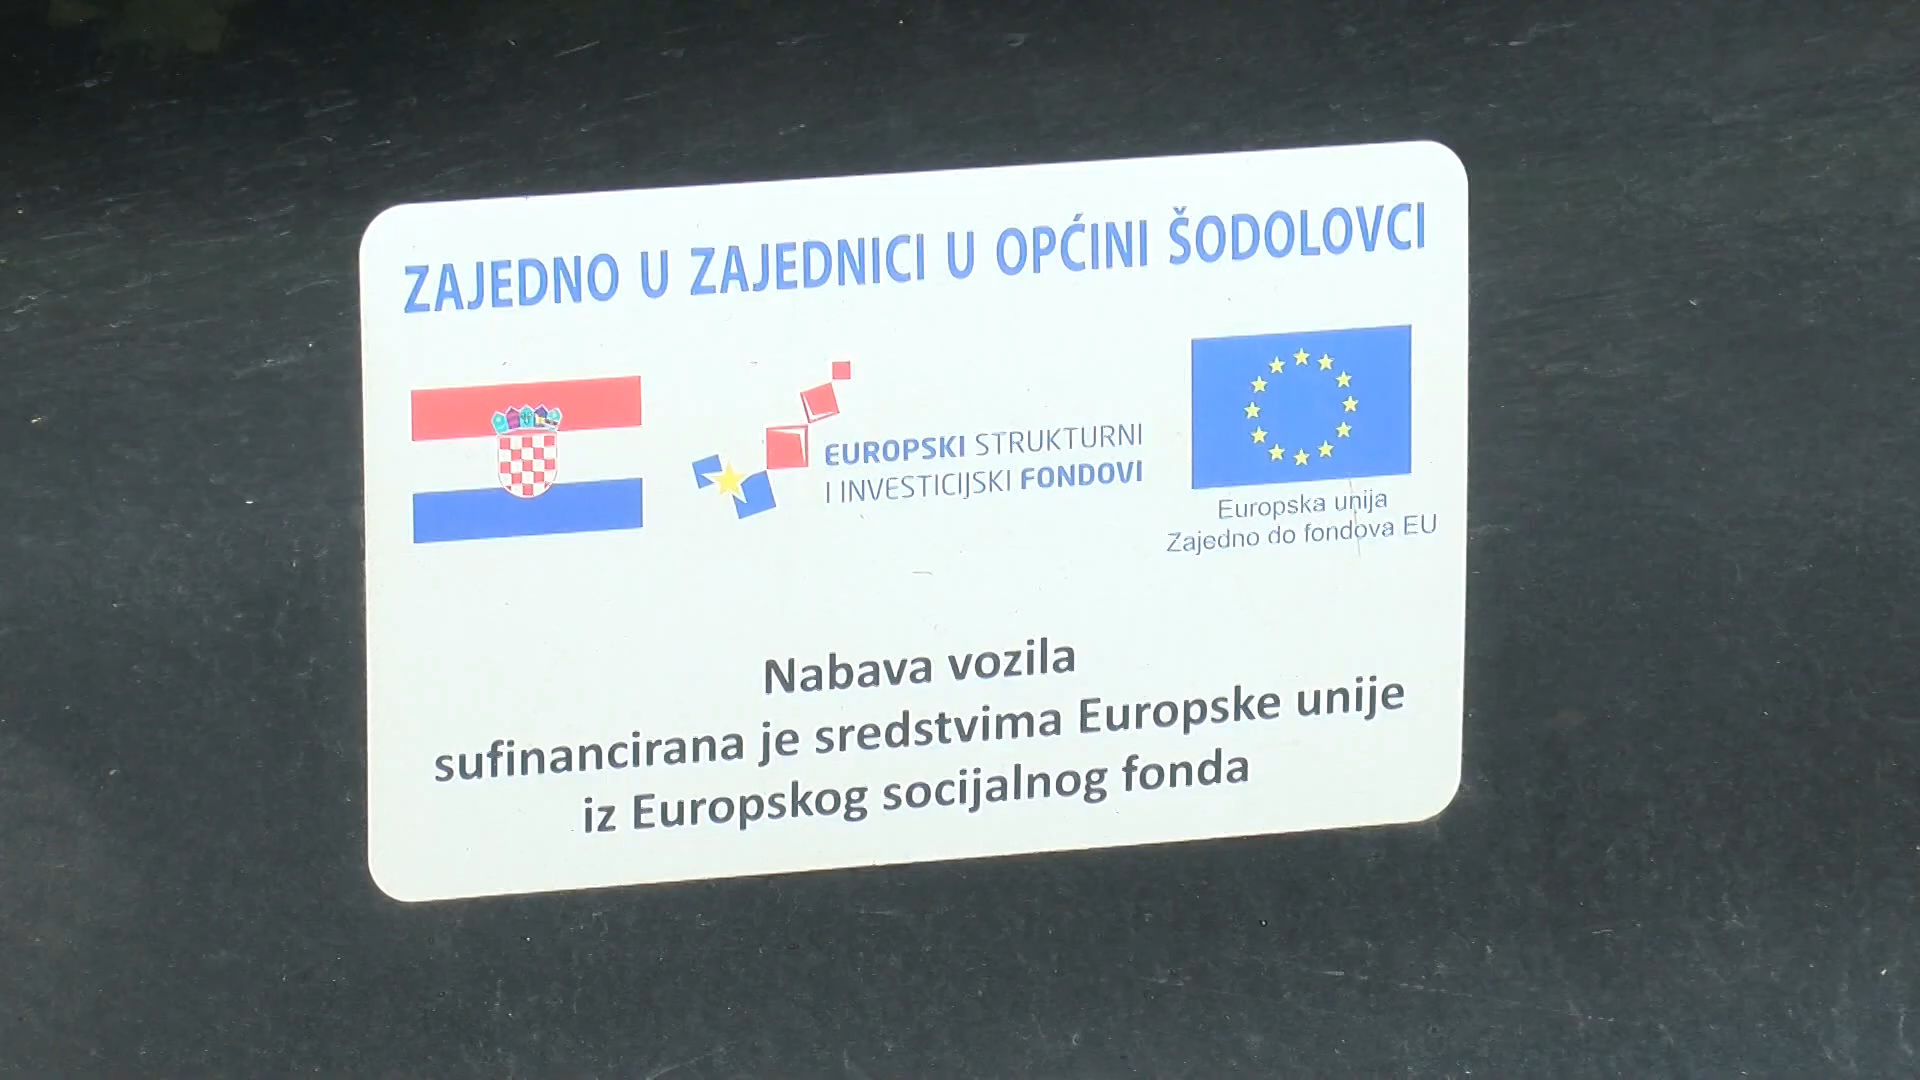 ZAJEDNO U ZAJEDNICI U OPĆINI ŠODOLOVCI
EUROPSKI STRUKTURNI
I INVESTICIJSKI FONDOVI
Europska unija
Zajedno do fondova EU
Nabava vozila
sufinancirana je sredstvima Europske unije
iz Europskog socijalnog fonda